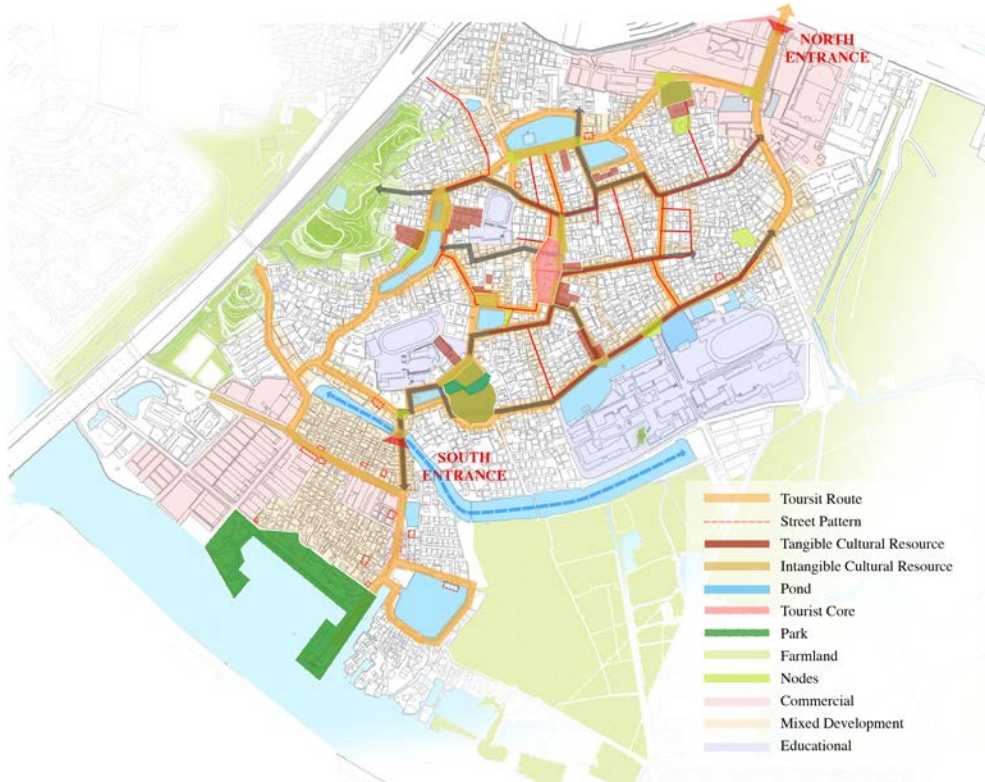 NORTH
ENTRANCE
SOUTH
ENTRANCE
Toursit Route
Street Pattern
Tangible Cultural Resource
Intangible Cultural Resource
Pond
Tourist Core
Park
Farmland
Nodes
Commercial
Mixed Development
Educational